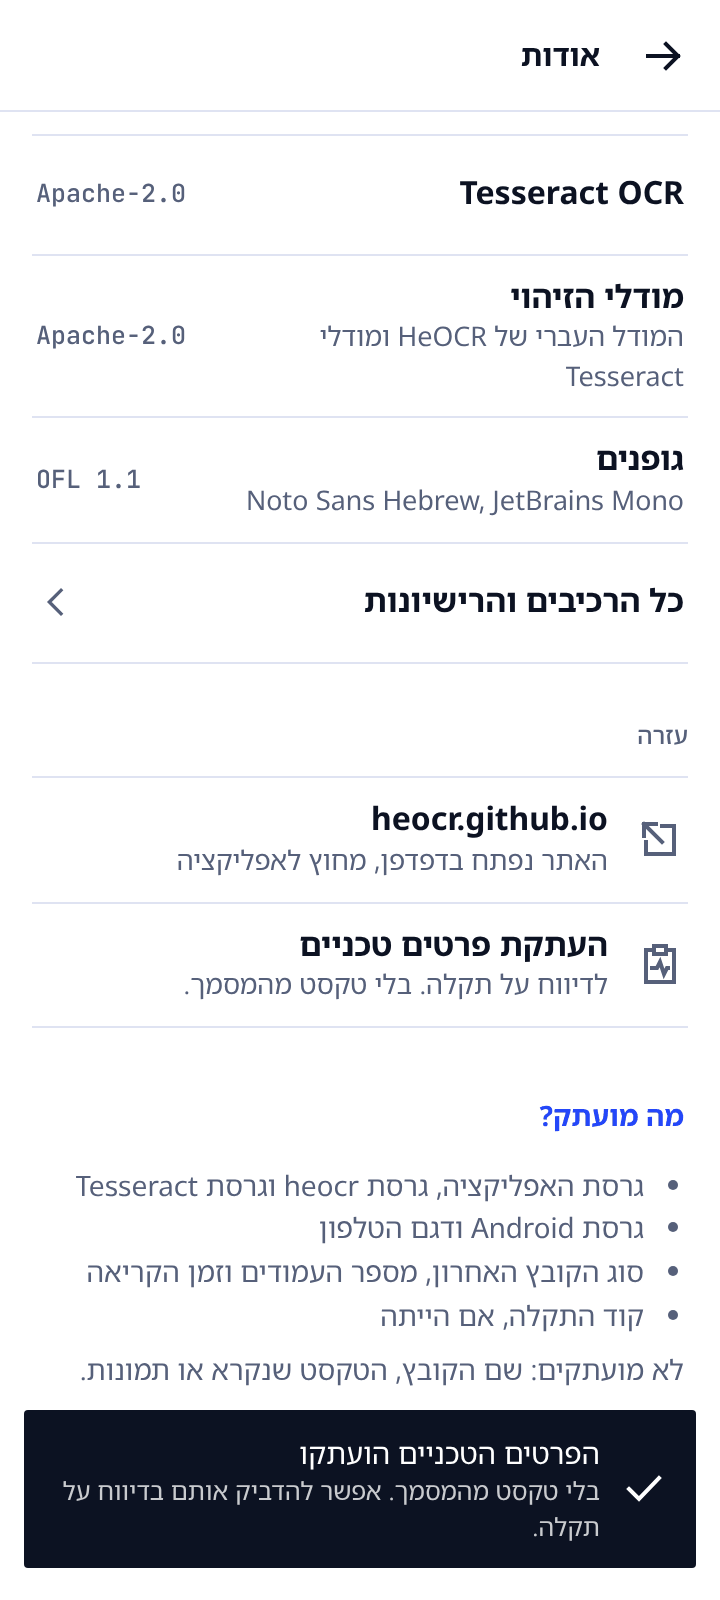 אודות
Tesseract OCR
Apache-2.0
מודלי הזיהוי
המודל העברי של HeOCR ומודלי
Tesseract
Apache-2.0
גופנים
Noto Sans Hebrew, JetBrains Mono
OFL 1.1
כל הרכיבים והרישיונות
עזרה
heocr.github.io
האתר נפתח בדפדפן, מחוץ לאפליקציה
העתקת פרטים טכניים
לדיווח על תקלה. בלי טקסט מהמסמך.
מה מועתק?
• גרסת האפליקציה, גרסת heocr וגרסת Tesseract
• גרסת Android ודגם הטלפון
• סוג הקובץ האחרון, מספר העמודים וזמן הקריאה
• קוד התקלה, אם הייתה
לא מועתקים: שם הקובץ, הטקסט שנקרא או תמונות.
הפרטים הטכניים הועתקו
בלי טקסט מהמסמך. אפשר להדביק אותם בדיווח על
תקלה.